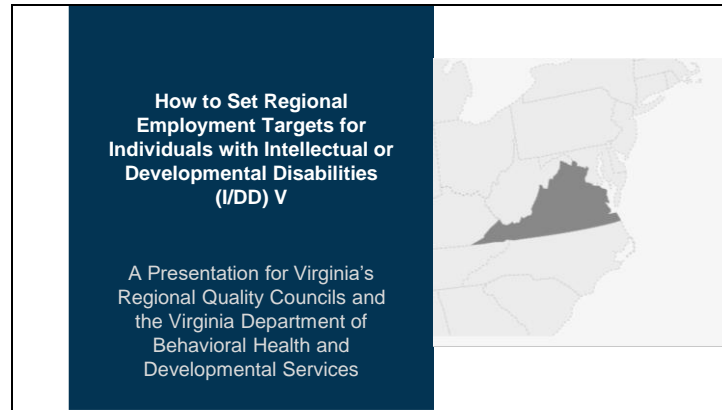 How to Set Regional
Employment Targets for
Individuals with Intellectual or
Developmental Disabilities
(I/DD) V
A Presentation for Virginia’s
Regional Quality Councils and
the Virginia Department of
Behavioral Health and
Developmental Services